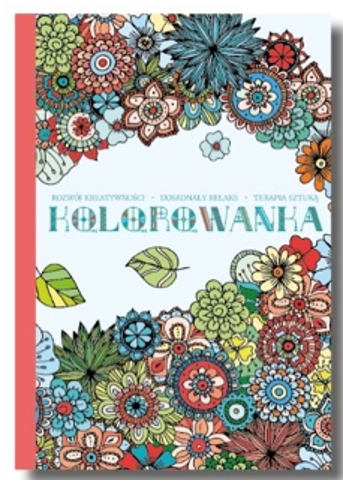 ROZWÓJ KREATYWNOŚCI • DOSKONAŁY RELAKS • TERAPIA SZTUKĄ
KOLOROWANKA